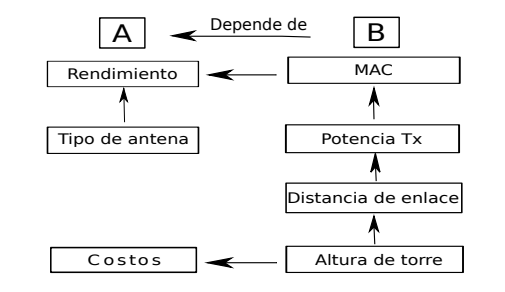 A
Depende de
B
Rendimiento
MAC
Tipo de antena
Potencia Tx
Distancia de enlace
Costos
Altura de torre